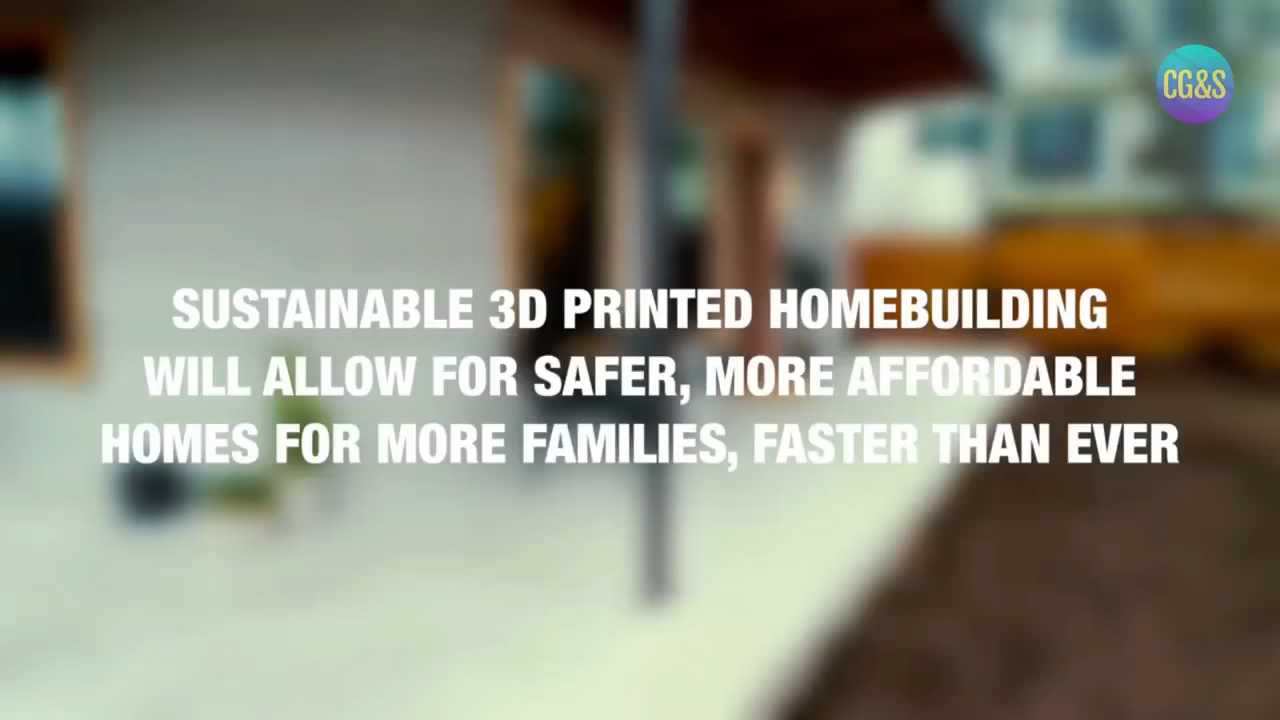 CG&S
SUSTAINABLE 3D PRINTED HOMEBUILDING
WILL ALLOW FOR SAFER, MORE AFFORDABLE
HOMES FOR MORE FAMILIES, FASTER THAN EVER